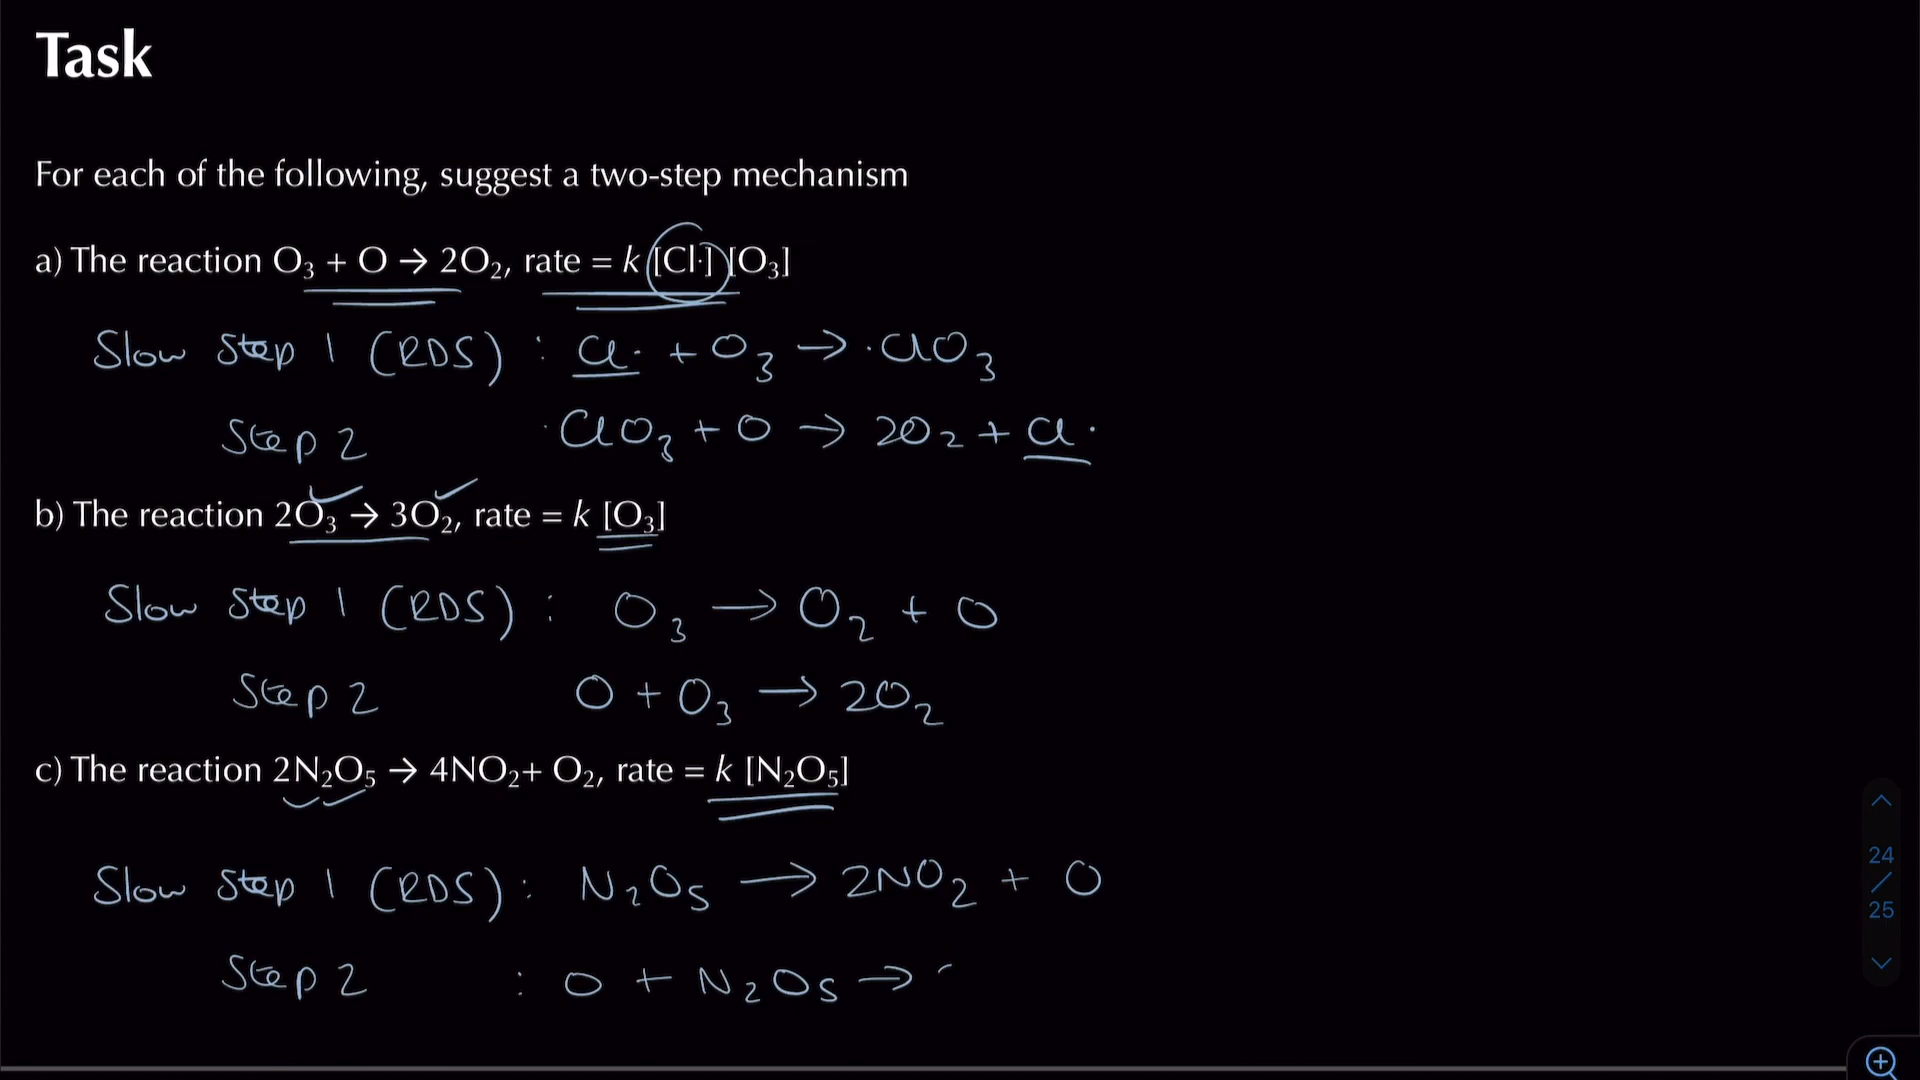 Task
For each of the following, suggest a two-step mechanism
a) The reaction O₃ + O → 2O₂, rate = k [Cl·] [O₃]
Slow Step 1 (RDS) : Cl· + O₃ → ·ClO₃
Step 2 ·ClO₃ + O → 2O₂ + Cl·
b) The reaction 2O₃ → 3O₂, rate = k [O₃]
Slow Step 1 (RDS) : O₃ → O₂ + O
Step 2 O + O₃ → 2O₂
c) The reaction 2N₂O₅ → 4NO₂+ O₂, rate = k [N₂O₅]
Slow Step 1 (RDS) : N₂O₅ → 2NO₂ + O
Step 2 : O + N₂O₅ →
24
/
25